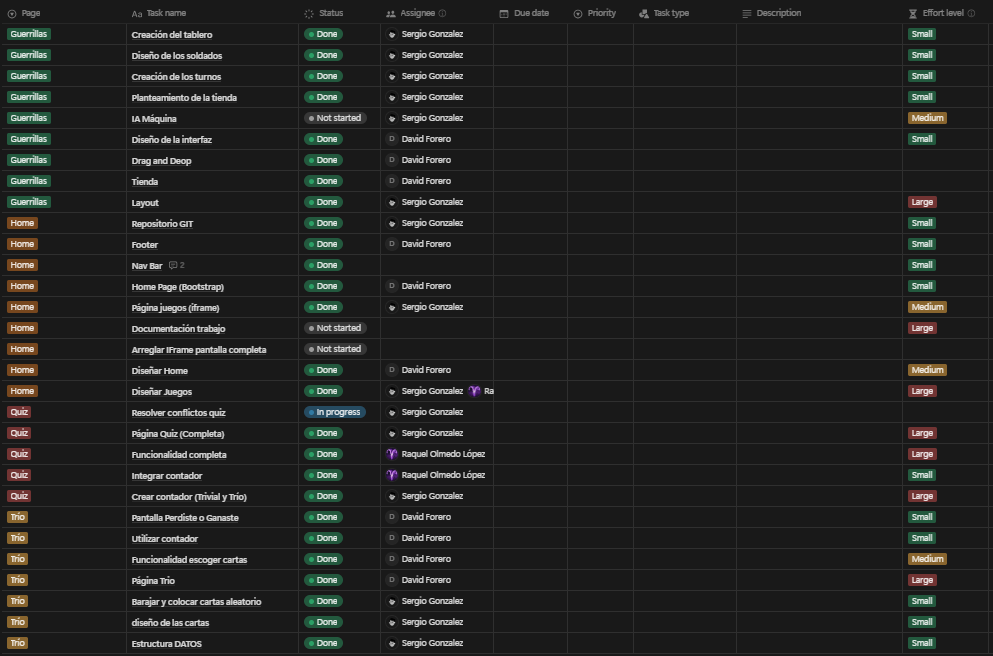 Page Aa Task name Status Assignee Due date Priority Task type Description Effort level
Guerrillas Creación del tablero Done Sergio Gonzalez Small
Guerrillas Diseño de los soldados Done Sergio Gonzalez Small
Guerrillas Creación de los turnos Done Sergio Gonzalez Small
Guerrillas Planteamiento de la tienda Done Sergio Gonzalez Small
Guerrillas IA Máquina Not started Sergio Gonzalez Medium
Guerrillas Diseño de la interfaz Done D David Forero Small
Guerrillas Drag and Deop Done D David Forero
Guerrillas Tienda Done D David Forero
Guerrillas Layout Done Sergio Gonzalez Large
Home Repositorio GIT Done Sergio Gonzalez Small
Home Footer Done D David Forero Small
Home Nav Bar 2 Done Small
Home Home Page (Bootstrap) Done D David Forero Small
Home Página juegos (iframe) Done Sergio Gonzalez Medium
Home Documentación trabajo Not started Large
Home Arreglar IFrame pantalla completa Not started
Home Diseñar Home Done D David Forero Medium
Home Diseñar Juegos Done Sergio Gonzalez Ra Large
Quiz Resolver conflictos quiz In progress Sergio Gonzalez
Quiz Página Quiz (Completa) Done Sergio Gonzalez Large
Quiz Funcionalidad completa Done Raquel Olmedo López Large
Quiz Integrar contador Done Raquel Olmedo López Small
Quiz Crear contador (Trivial y Trío) Done Sergio Gonzalez Large
Trío Pantalla Perdiste o Ganaste Done D David Forero Small
Trío Utilizar contador Done D David Forero Small
Trío Funcionalidad escoger cartas Done D David Forero Medium
Trío Página Trio Done D David Forero Large
Trío Barajar y colocar cartas aleatorio Done Sergio Gonzalez Small
Trío diseño de las cartas Done Sergio Gonzalez Small
Trío Estructura DATOS Done Sergio Gonzalez Small